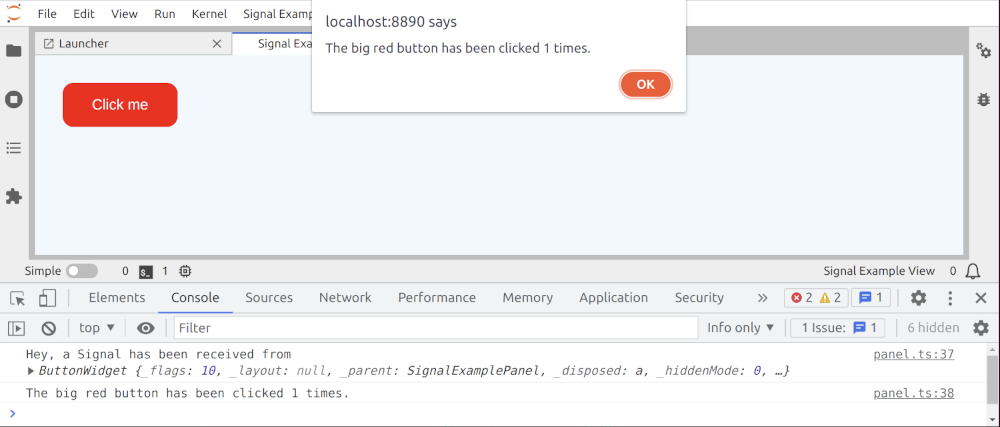 File Edit View Run Kernel Signal Exam
localhost:8890 says
The big red button has been clicked 1 times.
OK
Launcher
Signal Exa
Click me
Simple 0 $_ 1 Signal Example View 0
Elements Console Sources Network Performance Memory Application Security » 2 2 1
top ▼ Filter Info only ▼ 1 Issue: 1 6 hidden
Hey, a Signal has been received from panel.ts:37
▶ ButtonWidget {_flags: 10, _layout: null, _parent: SignalExamplePanel, _disposed: a, _hiddenMode: 0, …}
The big red button has been clicked 1 times. panel.ts:38
>